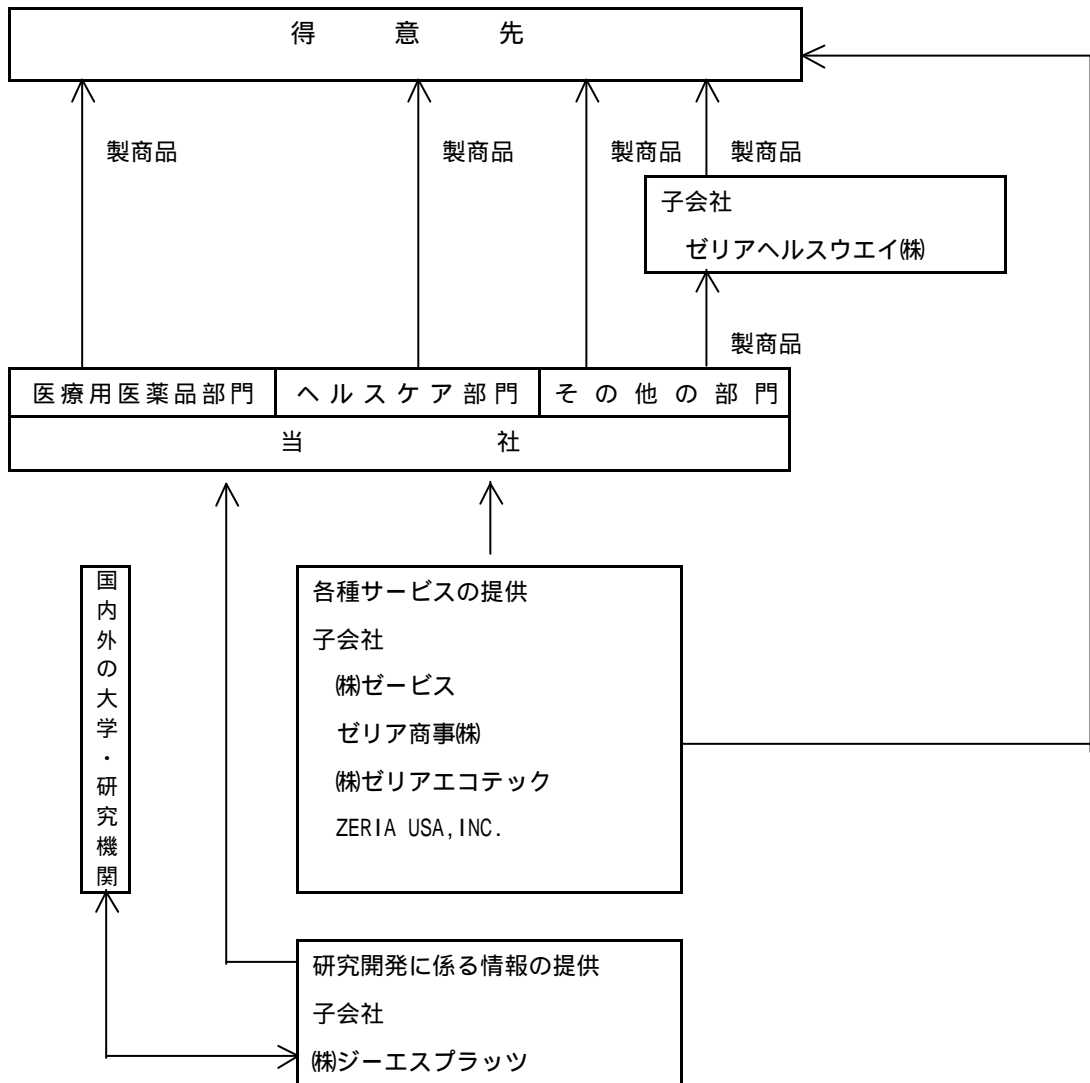 得意先
製商品 製商品 製商品 製商品
子会社
ゼリアヘルスウエイ㈱
製商品
医療用医薬品部門 ヘルスケア部門 その他の部門
当社
国内外の大学・研究機関
各種サービスの提供
子会社
㈱ゼービス
ゼリア商事㈱
㈱ゼリアエコテック
ZERIA USA,INC.
研究開発に係る情報の提供
子会社
㈱ジーエスプラッツ